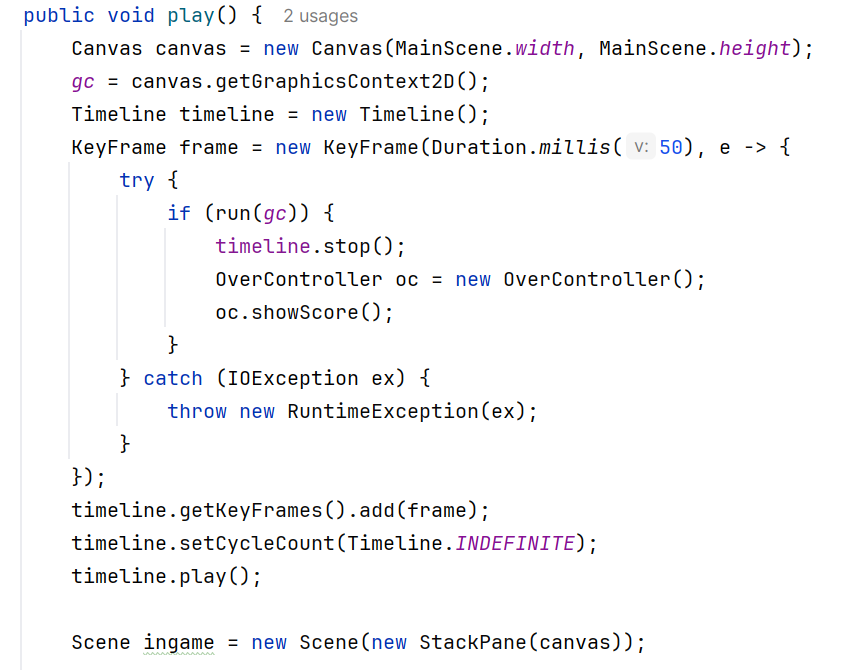 public void play() {  2 usages
    Canvas canvas = new Canvas(MainScene.width, MainScene.height);
    gc = canvas.getGraphicsContext2D();
    Timeline timeline = new Timeline();
    KeyFrame frame = new KeyFrame(Duration.millis( v: 50), e -> {
        try {
            if (run(gc)) {
                timeline.stop();
                OverController oc = new OverController();
                oc.showScore();
            }
        } catch (IOException ex) {
            throw new RuntimeException(ex);
        }
    });
    timeline.getKeyFrames().add(frame);
    timeline.setCycleCount(Timeline.INDEFINITE);
    timeline.play();

    Scene ingame = new Scene(new StackPane(canvas));